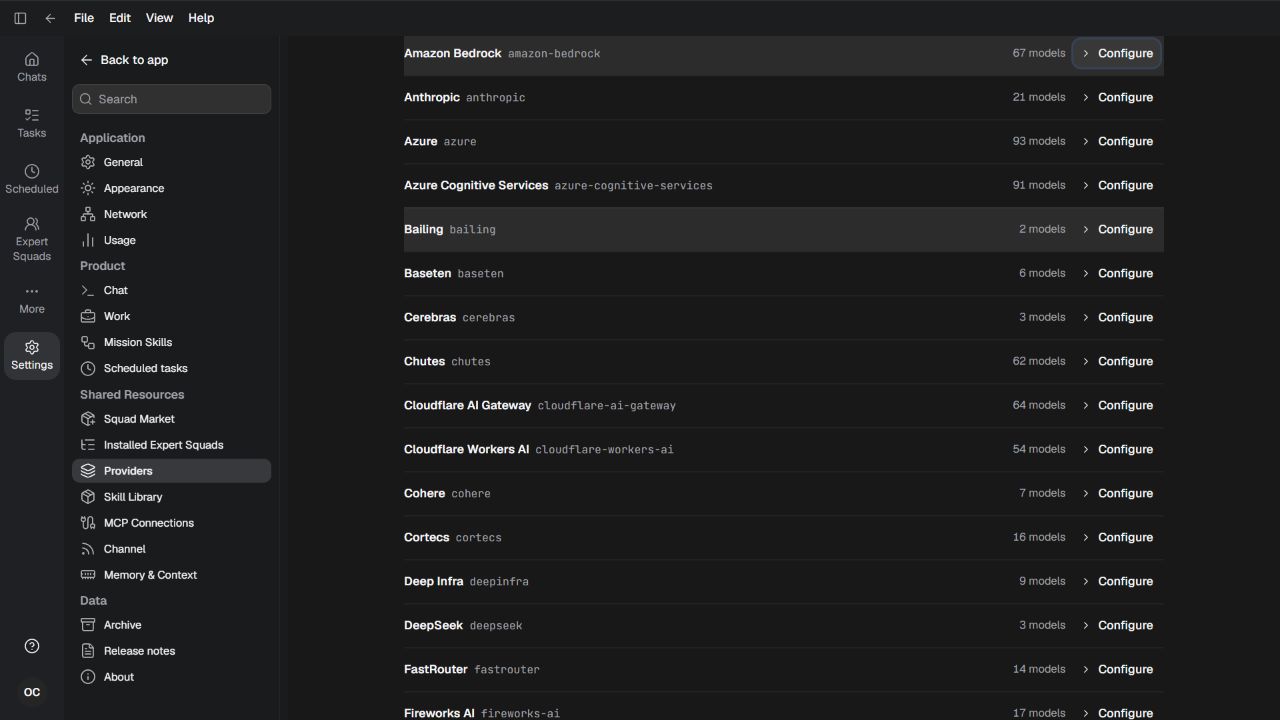 File Edit View Help
Chats
Tasks
Scheduled
Expert
Squads
More
Settings
OC
Back to app
Search
Application
General
Appearance
Network
Usage
Product
Chat
Work
Mission Skills
Scheduled tasks
Shared Resources
Squad Market
Installed Expert Squads
Providers
Skill Library
MCP Connections
Channel
Memory & Context
Data
Archive
Release notes
About
Amazon Bedrock amazon-bedrock 67 models Configure
Anthropic anthropic 21 models Configure
Azure azure 93 models Configure
Azure Cognitive Services azure-cognitive-services 91 models Configure
Bailing bailing 2 models Configure
Baseten baseten 6 models Configure
Cerebras cerebras 3 models Configure
Chutes chutes 62 models Configure
Cloudflare AI Gateway cloudflare-ai-gateway 64 models Configure
Cloudflare Workers AI cloudflare-workers-ai 54 models Configure
Cohere cohere 7 models Configure
Cortecs cortecs 16 models Configure
Deep Infra deepinfra 9 models Configure
DeepSeek deepseek 3 models Configure
FastRouter fastrouter 14 models Configure
Fireworks AI fireworks-ai 17 models Configure